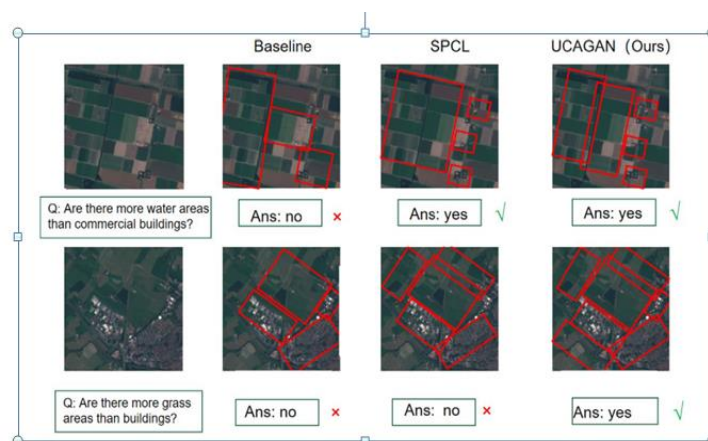 Baseline SPCL UCAGAN (Ours)
Q: Are there more water areas
than commercial buildings?
Ans: no × Ans: yes √ Ans: yes √
Q: Are there more grass
areas than buildings?
Ans: no × Ans: no × Ans: yes √